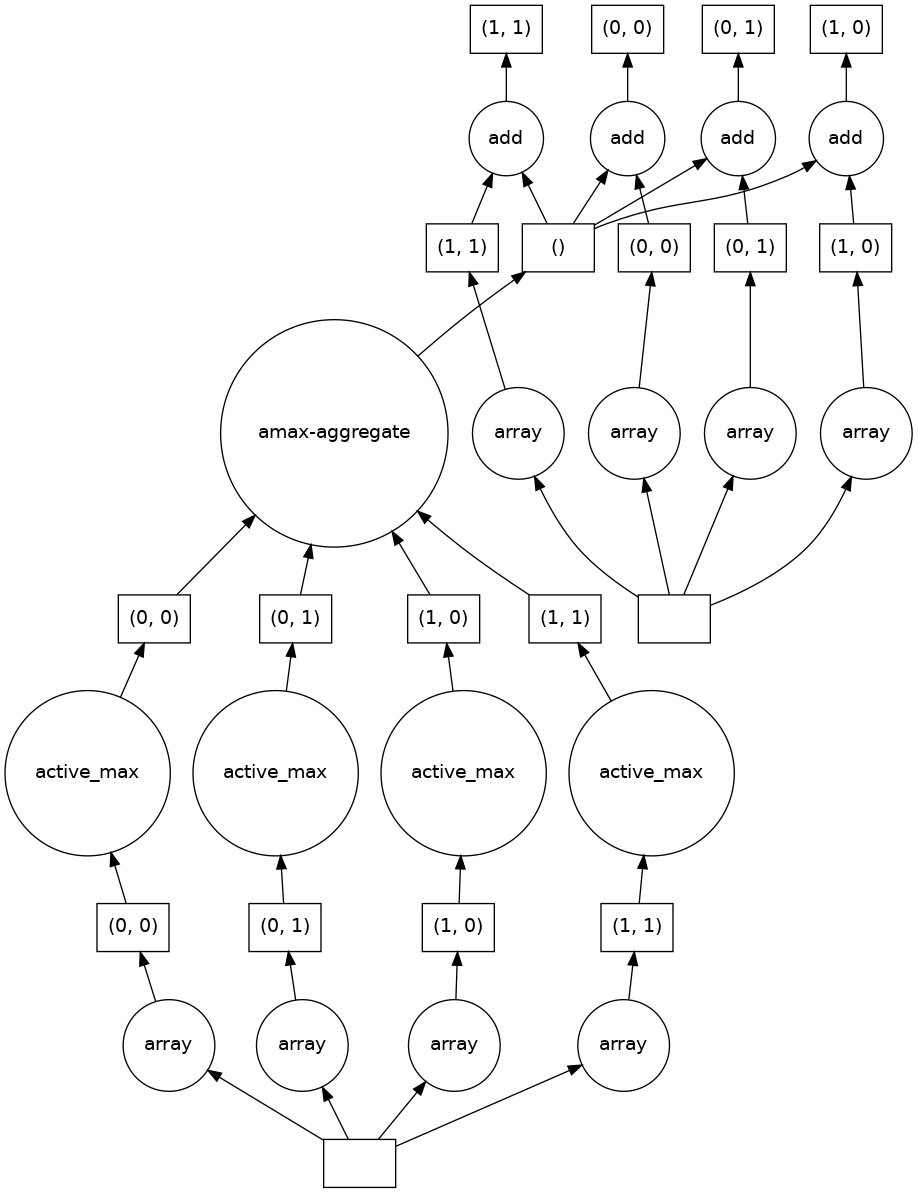 (1, 1) (0, 0) (0, 1) (1, 0)
add add add add
(1, 1) () (0, 0) (0, 1) (1, 0)
amax-aggregate array array array array
(0, 0) (0, 1) (1, 0) (1, 1)
active_max active_max active_max active_max
(0, 0) (0, 1) (1, 0) (1, 1)
array array array array